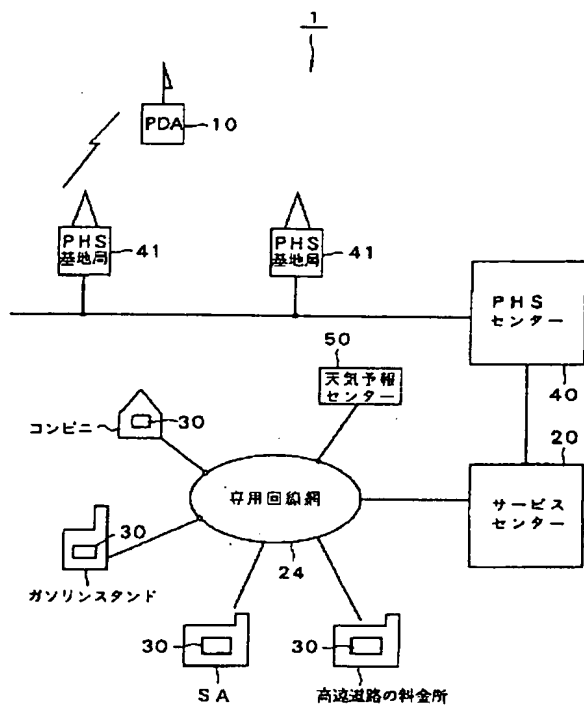 1
PDA
10
PHS
基地局
41
PHS
基地局
41
PHS
センター
40
50
天気予報
センター
20
コンビニ
30
専用回線網
サービス
センター
24
30
ガソリンスタンド
30
SA
30
高速道路の料金所